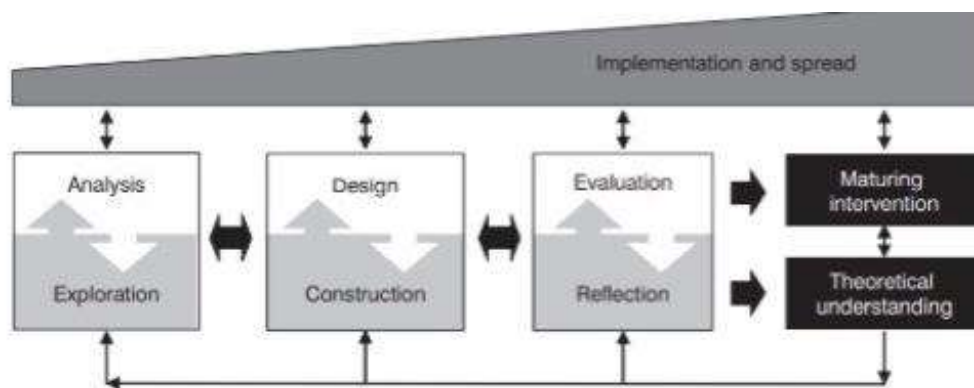 Implementation and spread
Analysis
Exploration
Design
Construction
Evaluation
Reflection
Maturing
intervention
Theoretical
understanding